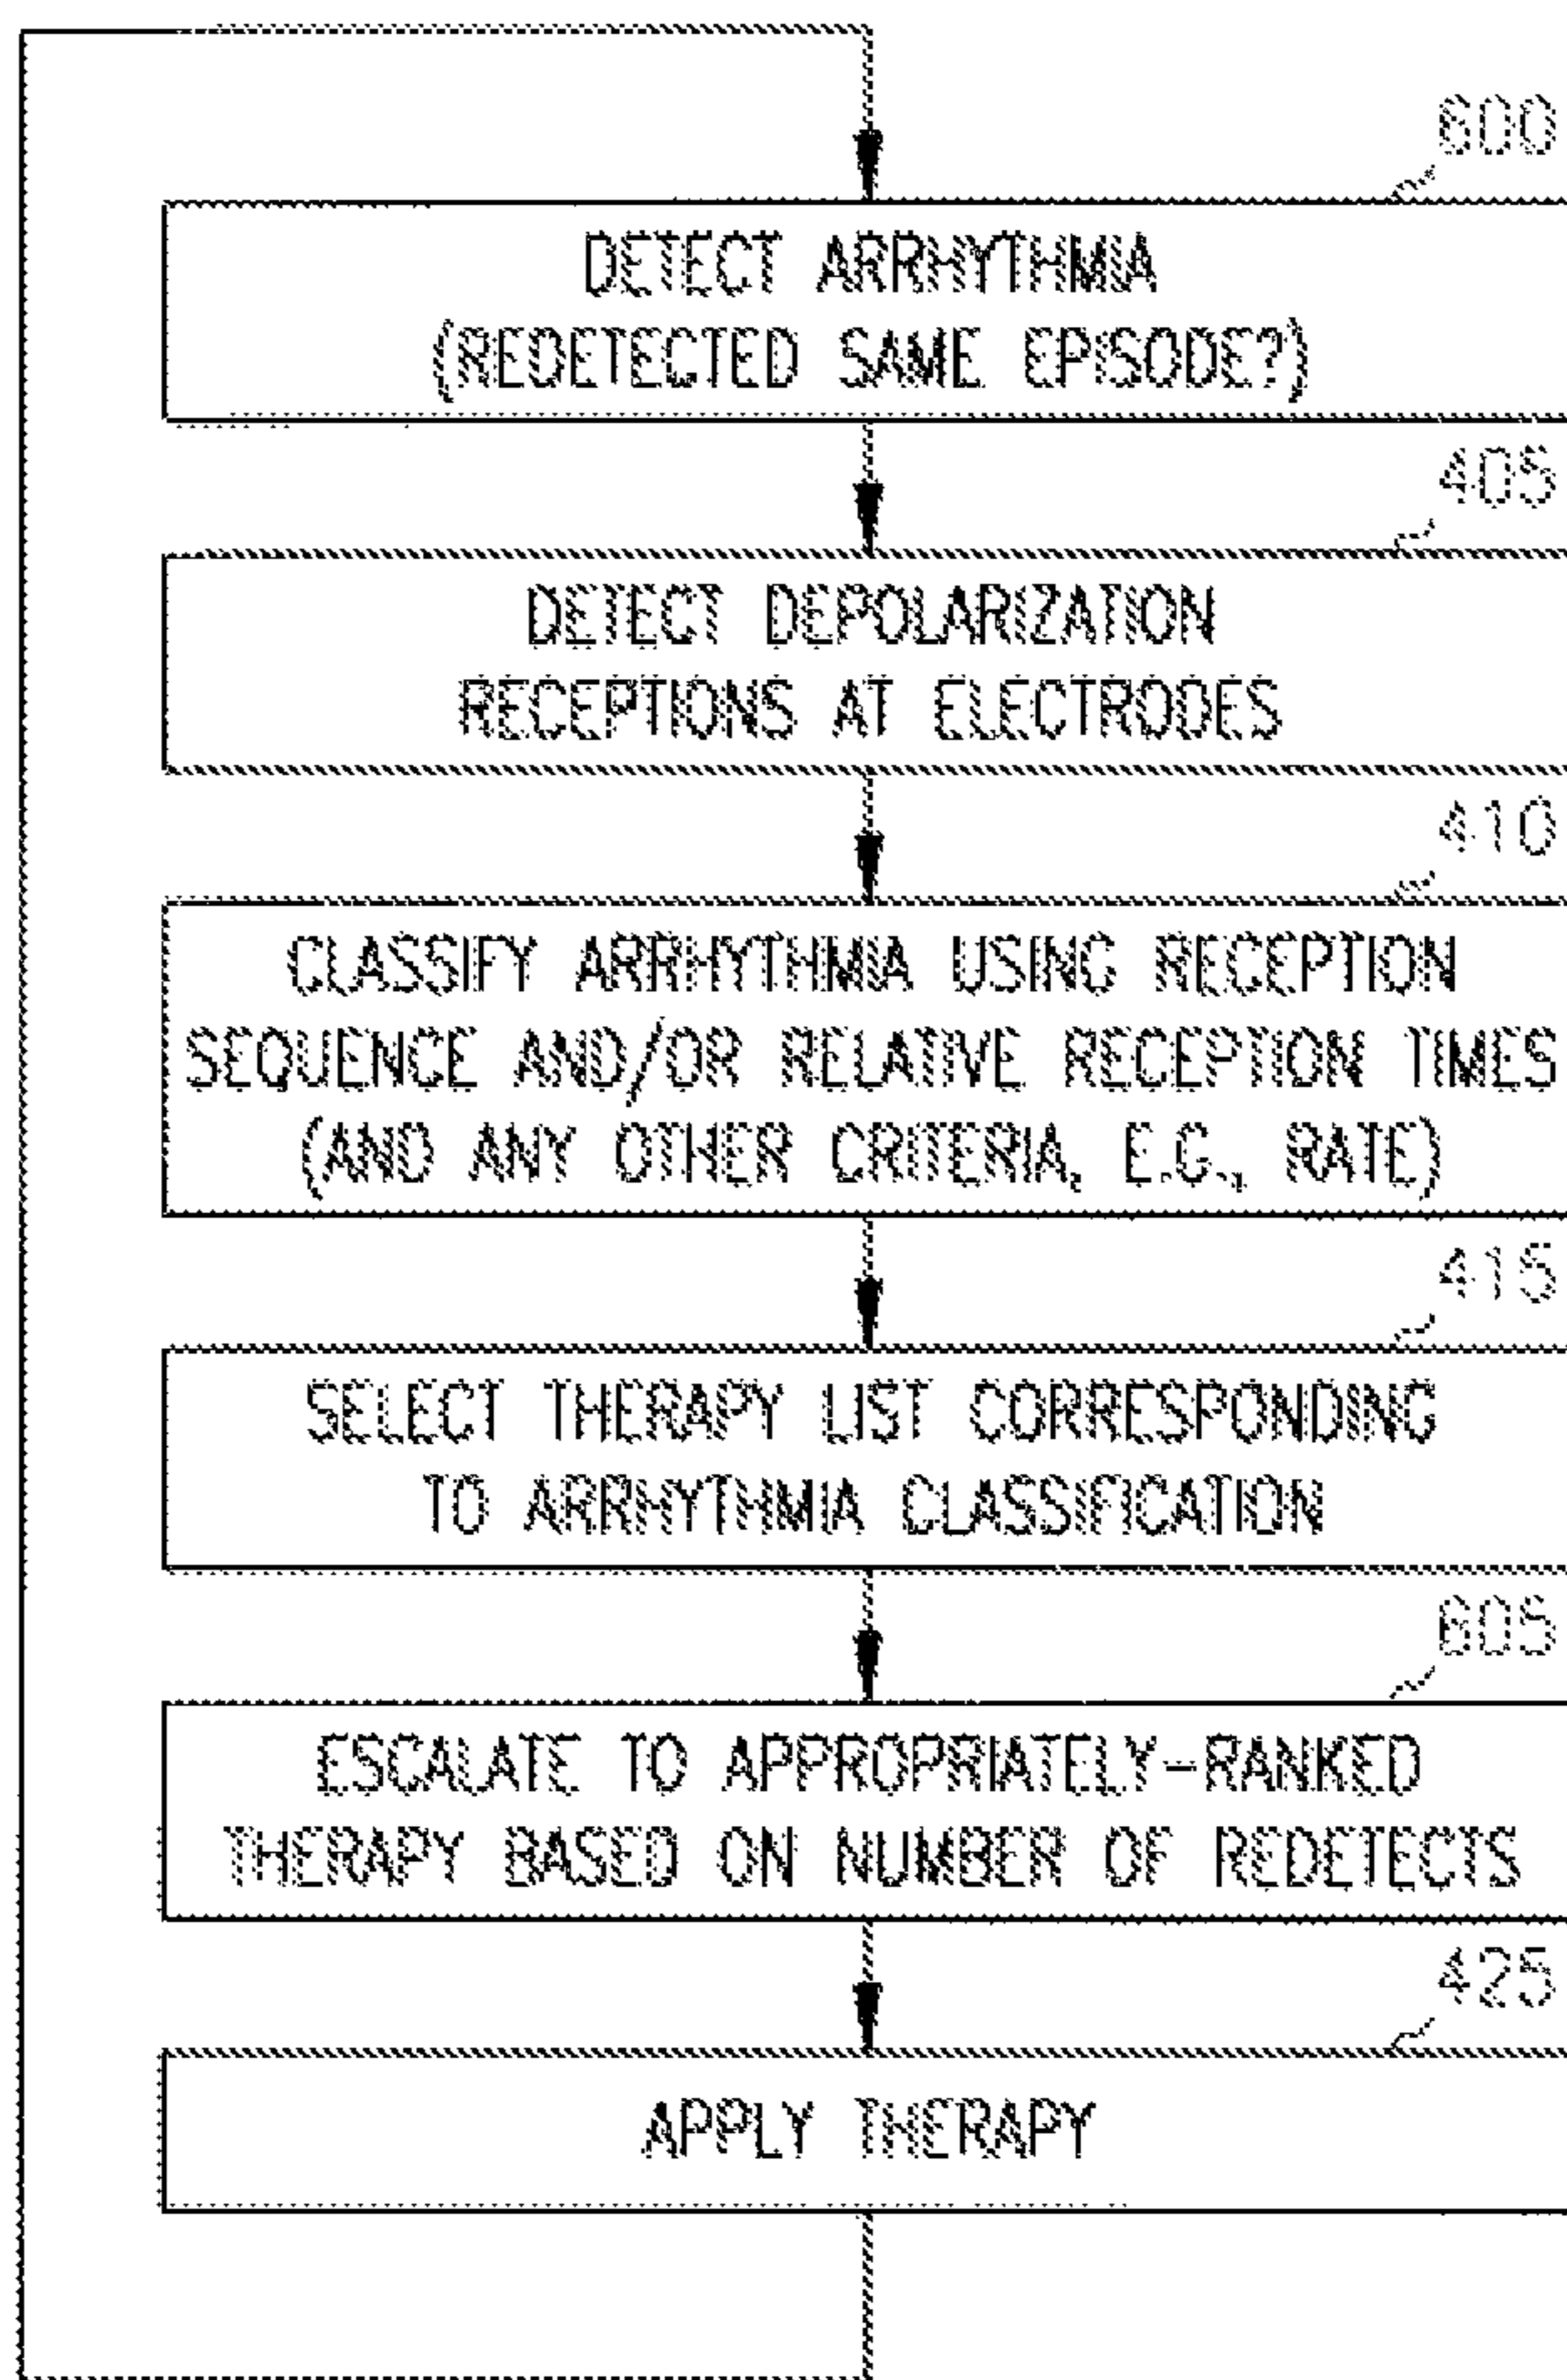 600
DETECT ARRHYTHMIA
(REDETECTED SAME EPISODE?)
405
DETECT DEPOLARIZATION
RECEPTIONS AT ELECTRODES
410
CLASSIFY ARRHYTHMIA USING RECEPTION
SEQUENCE AND/OR RELATIVE RECEPTION TIMES
(AND ANY OTHER CRITERIA, E.G., RATE)
415
SELECT THERAPY LIST CORRESPONDING
TO ARRHYTHMIA CLASSIFICATION
605
ESCALATE TO APPROPRIATELY-RANKED
THERAPY BASED ON NUMBER OF REDETECTS
425
APPLY THERAPY